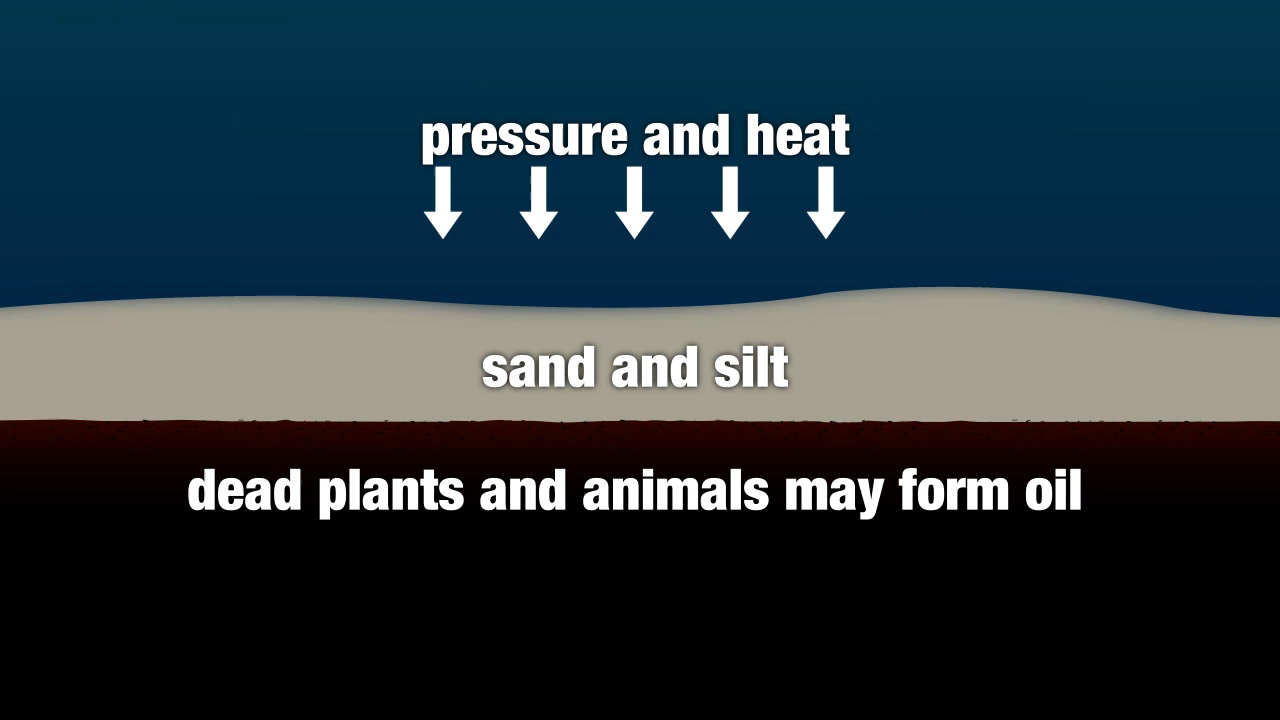 pressure and heat
sand and silt
dead plants and animals may form oil